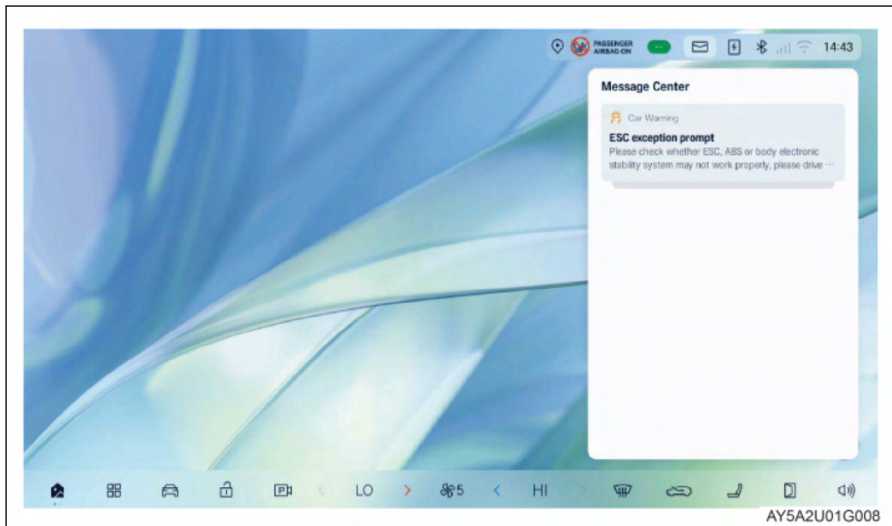 PASSENGER
AIRBAG ON
14:43
Message Center
Car Warning
ESC exception prompt
Please check whether ESC, ABS or body electronic
stability system may not work properly, please drive ···
P
LO
5
HI
AY5A2U01G008